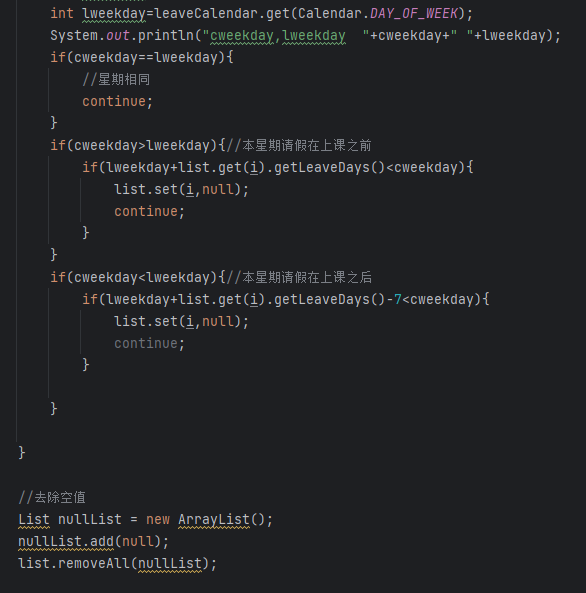 int lweekday=leaveCalendar.get(Calendar.DAY_OF_WEEK);
System.out.println("cweekday,lweekday  "+cweekday+" "+lweekday);
if(cweekday==lweekday){
//星期相同
continue;
}
if(cweekday>lweekday){//本星期请假在上课之前
if(lweekday+list.get(i).getLeaveDays()<cweekday){
list.set(i,null);
continue;
}
}
if(cweekday<lweekday){//本星期请假在上课之后
if(lweekday+list.get(i).getLeaveDays()-7<cweekday){
list.set(i,null);
continue;
}
}
}
//去除空值
List nullList = new ArrayList();
nullList.add(null);
list.removeAll(nullList);